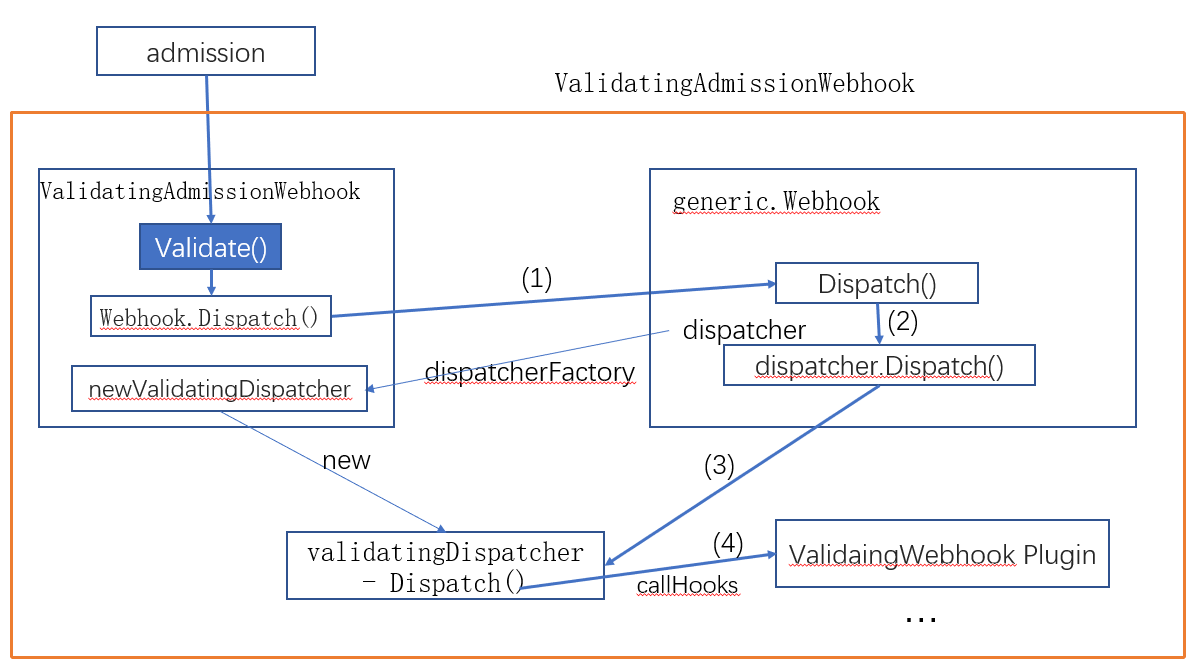 admission
ValidatingAdmissionWebhook
ValidatingAdmissionWebhook
Validate()
Webhook.Dispatch()
newValidatingDispatcher
(1)
generic.Webhook
Dispatch()
(2)
dispatcher
dispatcher.Dispatch()
dispatcherFactory
new
(3)
validatingDispatcher
- Dispatch()
(4)
callHooks
ValidaingWebhook Plugin
...